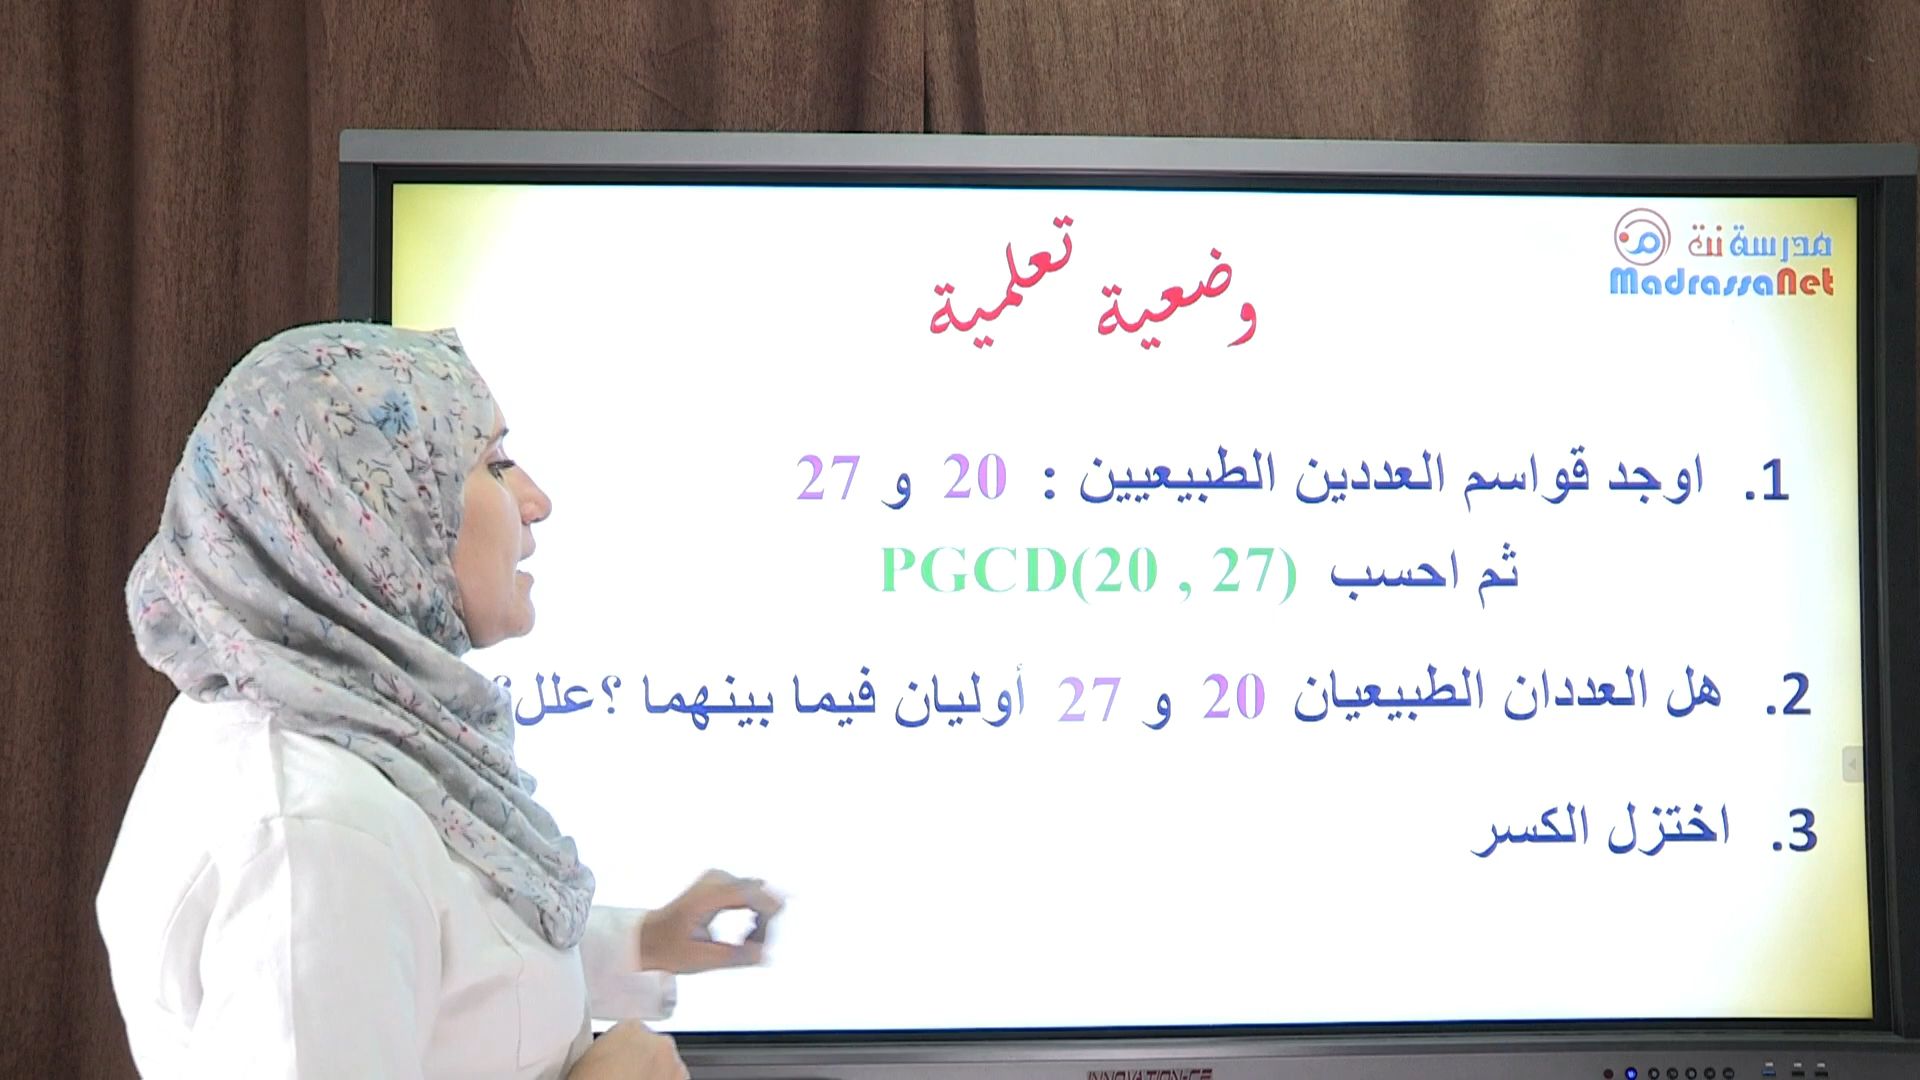 مدرسة نت
MadrassaNet
وضعية تعلمية
1. اوجد قواسم العددين الطبيعيين : 20 و 27
ثم احسب PGCD(20 , 27)
2. هل العددان الطبيعيان 20 و 27 أوليان فيما بينهما ؟علل؟
3. اختزل الكسر